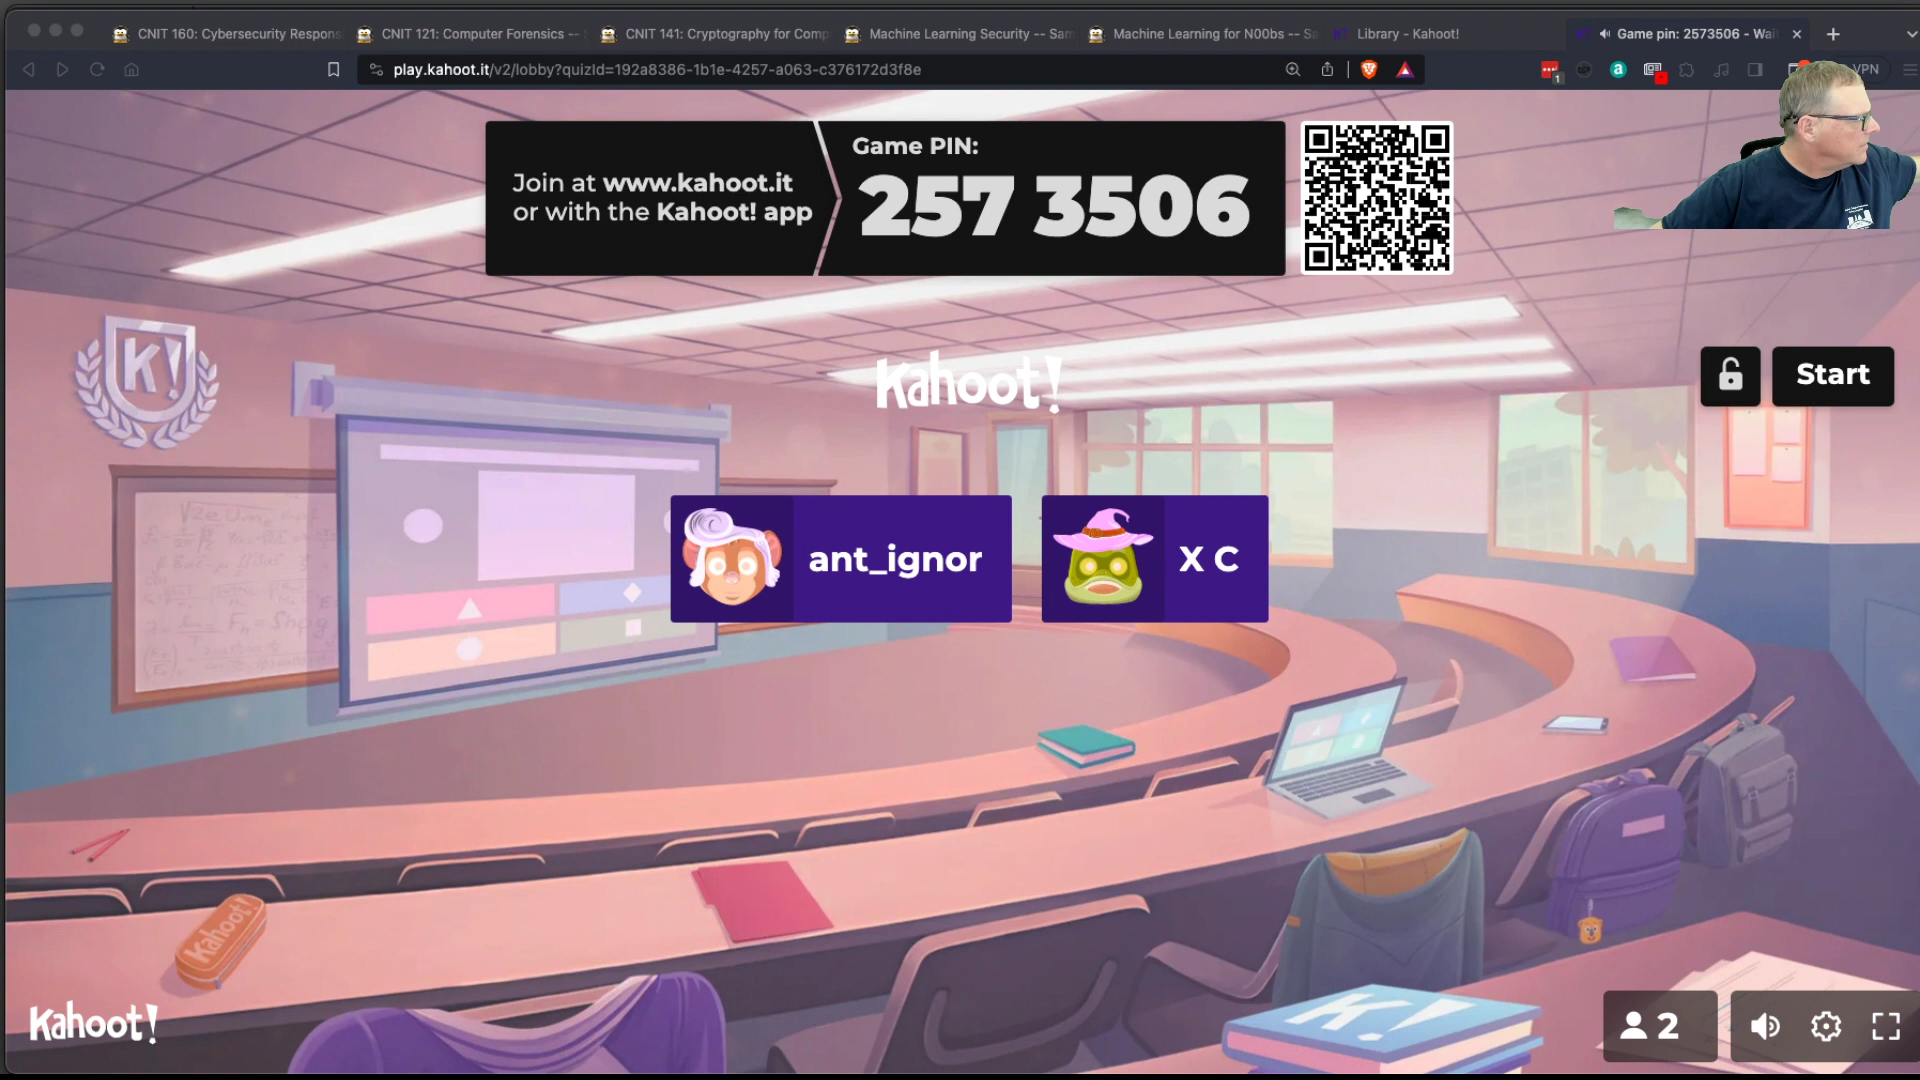 CNIT 160: Cybersecurity Respons
CNIT 121: Computer Forensics --
CNIT 141: Cryptography for Comp
Machine Learning Security -- Sam
Machine Learning for N00bs -- Sa
Library - Kahoot!
Game pin: 2573506 - Wai
play.kahoot.it/v2/lobby?quizId=192a8386-1b1e-4257-a063-c376172d3f8e
1
a
VPN
Join at www.kahoot.it
or with the Kahoot! app
Game PIN:
257 3506
K!
Kahoot!
Start
ant_ignor
X C
Kahoot!
Kahoot!
K!
2